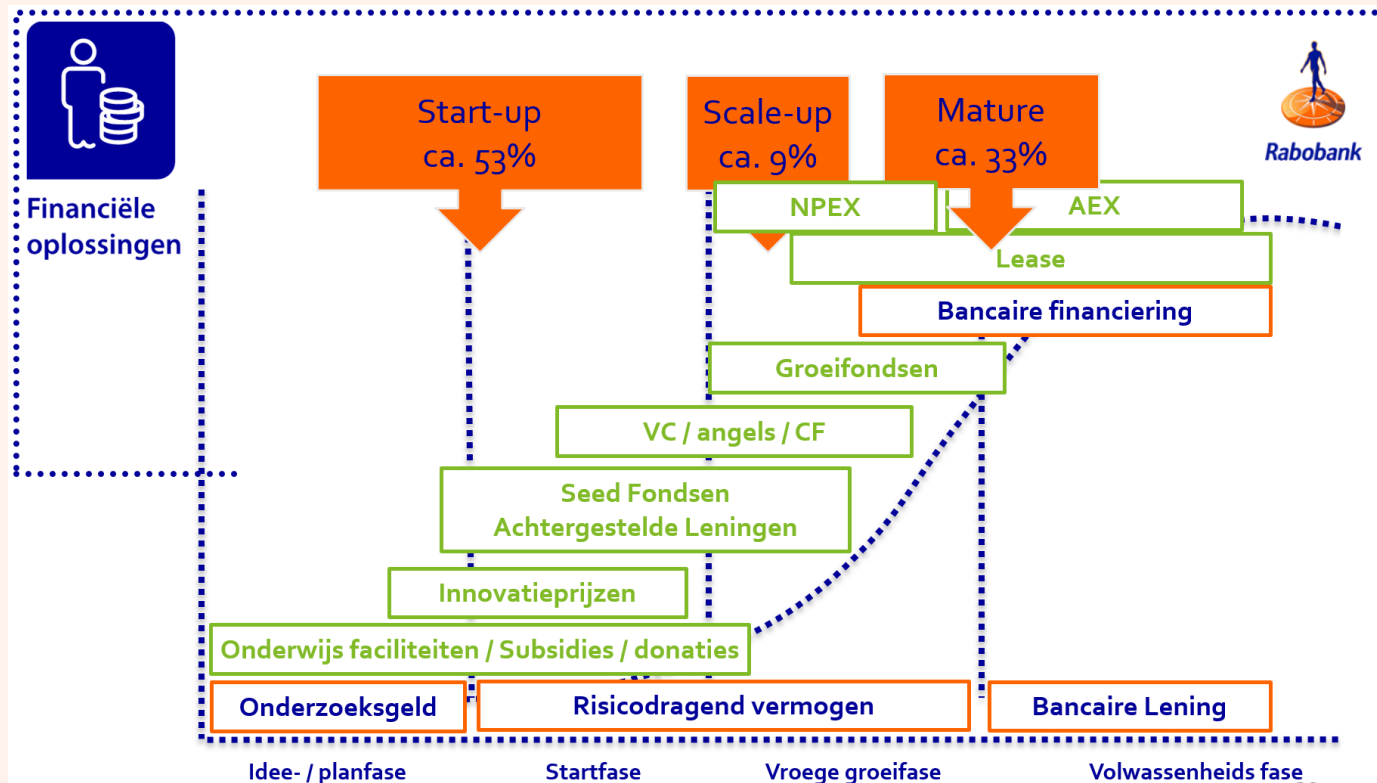 Start-up
ca. 53%
Scale-up
ca. 9%
Mature
ca. 33%
Rabobank
Financiële
oplossingen
NPEX
AEX
Lease
Bancaire financiering
Groeifondsen
VC / angels / CF
Seed Fondsen
Achtergestelde Leningen
Innovatieprijzen
Onderwijs faciliteiten / Subsidies / donaties
Onderzoeksgeld
Risicodragend vermogen
Bancaire Lening
Idee- / planfase
Startfase
Vroege groeifase
Volwassenheids fase